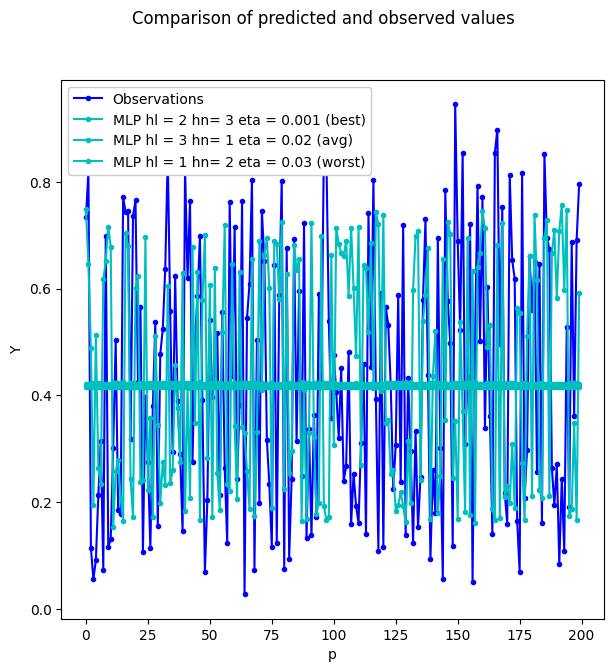 Comparison of predicted and observed values
Observations
MLP hl = 2 hn= 3 eta = 0.001 (best)
MLP hl = 3 hn= 1 eta = 0.02 (avg)
MLP hl = 1 hn= 2 eta = 0.03 (worst)
0.8
0.6
Y
0.4
0.2
0.0
0 25 50 75 100 125 150 175 200
p